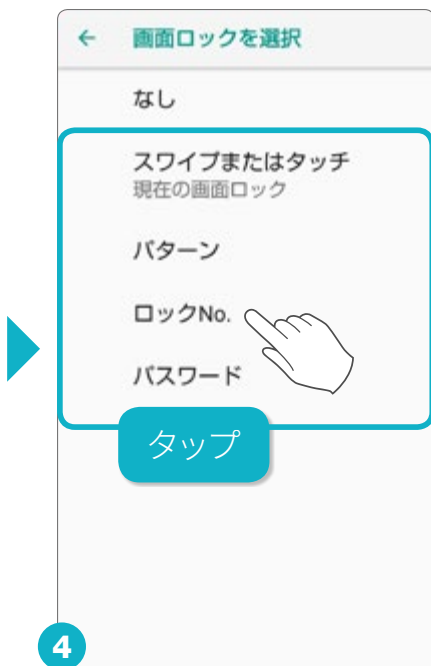 ← 画面ロックを選択
なし
スワイプまたはタッチ
現在の画面ロック
パターン
ロックNo.
パスワード
タップ
4